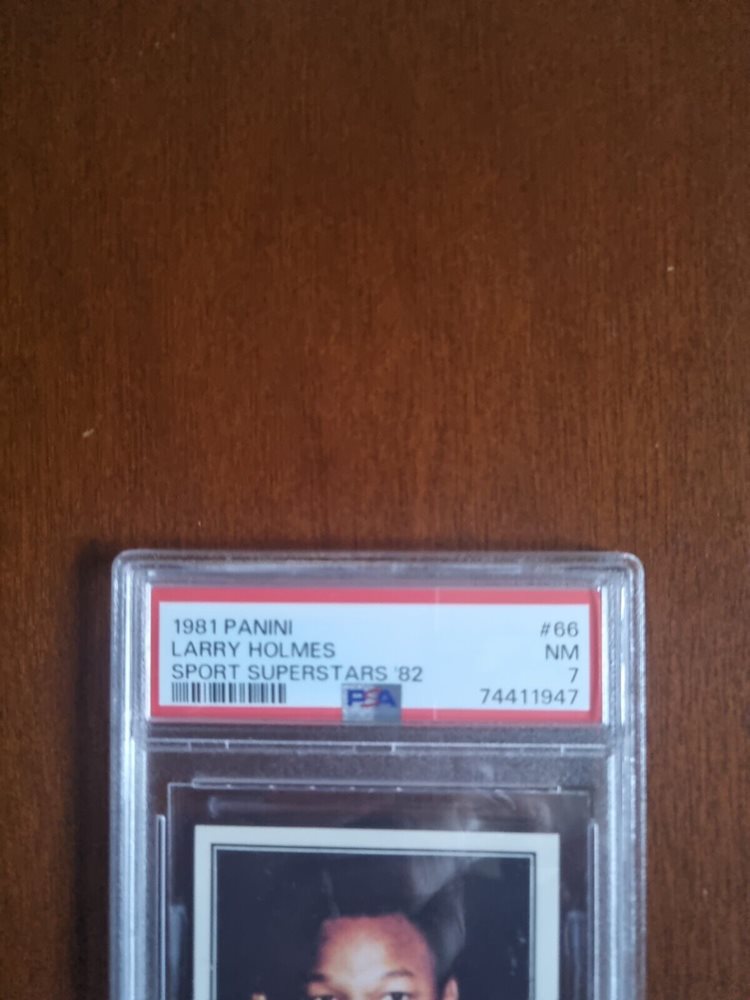 1981 PANINI #66
LARRY HOLMES NM
SPORT SUPERSTARS '82 7
PSA 74411947